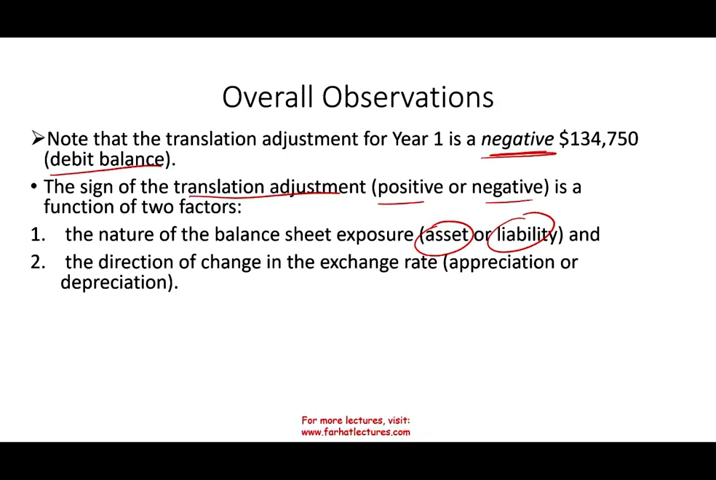 Overall Observations
➢Note that the translation adjustment for Year 1 is a negative $134,750
(debit balance).
• The sign of the translation adjustment (positive or negative) is a
function of two factors:
1. the nature of the balance sheet exposure (asset or liability) and
2. the direction of change in the exchange rate (appreciation or
depreciation).
For more lectures, visit:
www.farhatlectures.com